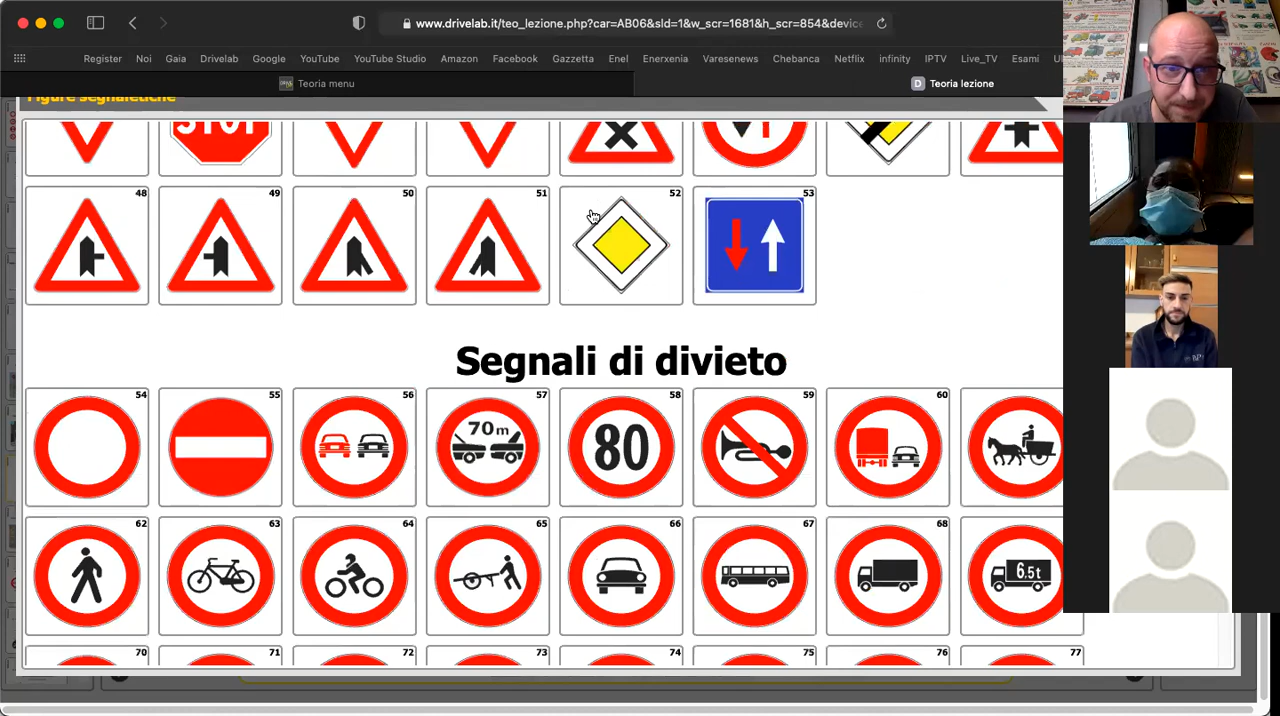 www.drivelab.it/teo_lezione.php?car=AB06&sld=1&w_scr=1681&h_scr=854&device
Register Noi Gaia Drivelab Google YouTube YouTube Studio Amazon Facebook Gazzetta Enel Enerxenia Varesenews Chebanca Netflix infinity IPTV Live_TV Esami
Teoria menu
D Teoria lezione
Figure segnaletiche
STOP
48 49 50 51 52 53
Segnali di divieto
54 55 56 57 58 59 60
70m
80
62 63 64 65 66 67 68
6.5t
70 71 72 73 74 75 76 77